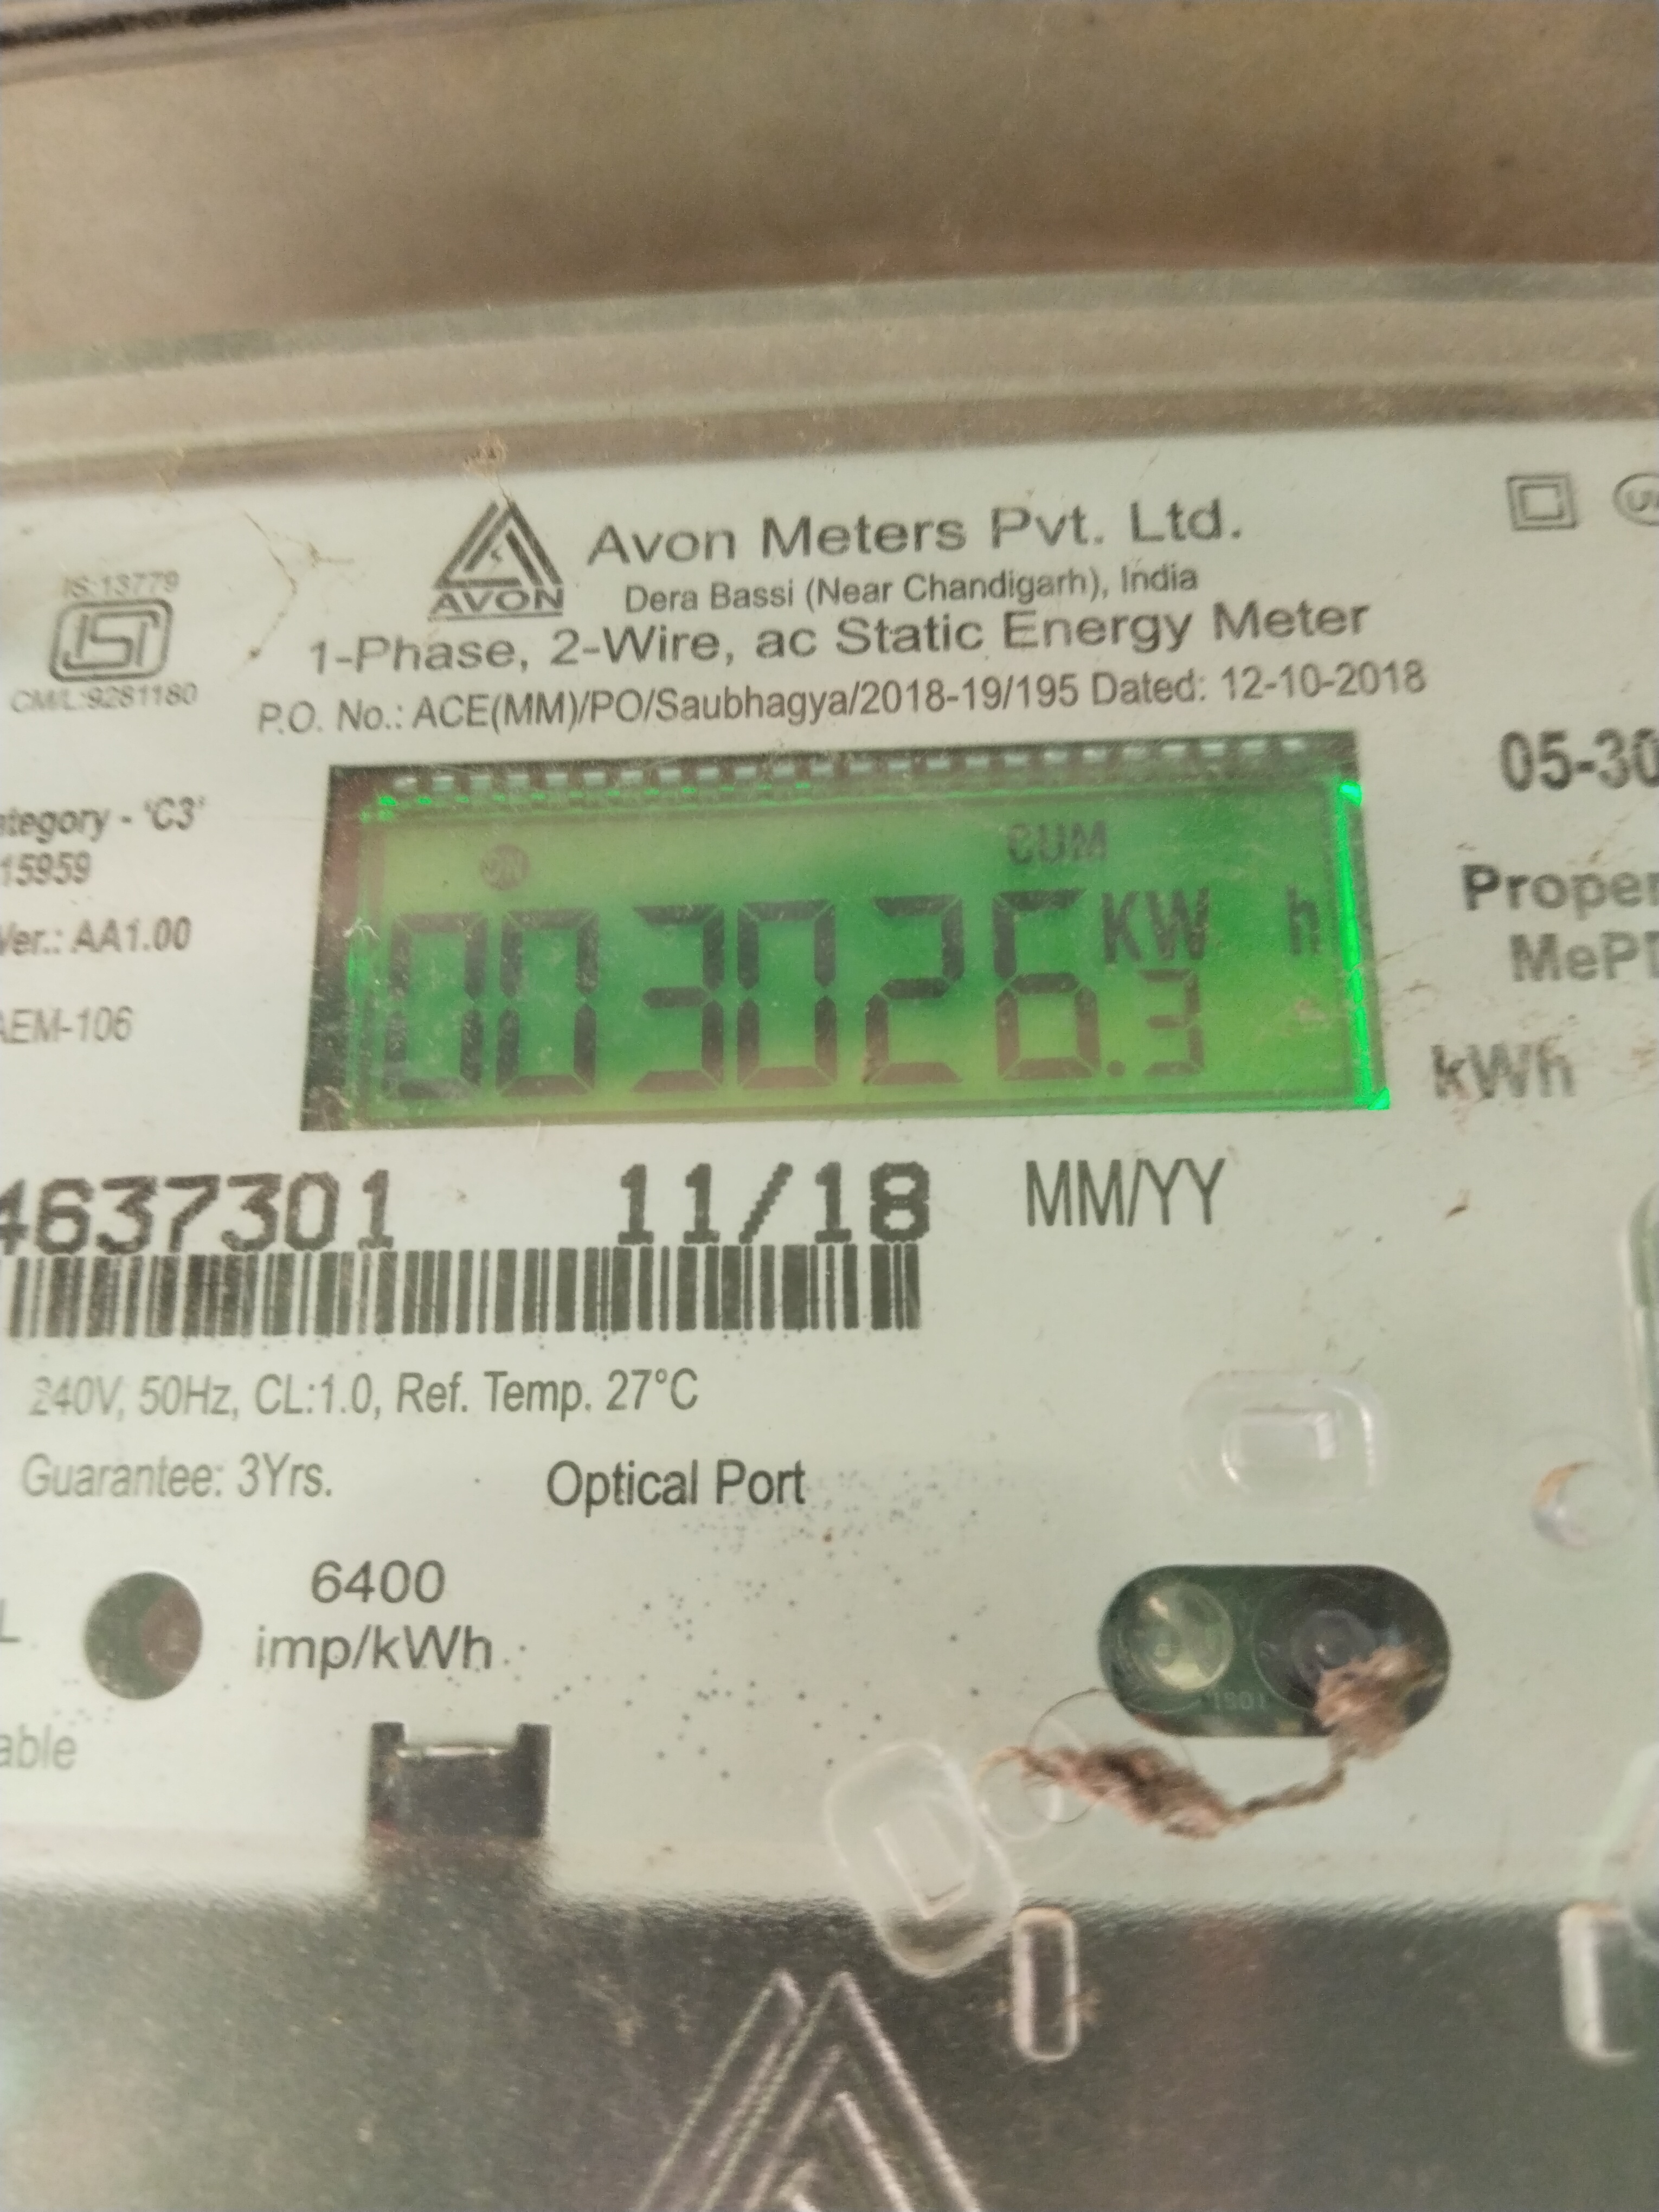 AVON
Avon Meters Pvt. Ltd.
Dera Bassi (Near Chandigarh), India
1-Phase, 2-Wire, ac Static Energy Meter
P.O. No.: ACE(MM)/PO/Saubhagya/2018-19/195 Dated: 12-10-2018
IS:13779
ISI
CM/L:9281180
tegory - 'C3'
15959
Ver.: AA1.00
AEM-106
CUM
003026.3 KW h
05-30
Proper
MePD
kWh
4637301 11/18 MM/YY
240V, 50Hz, CL:1.0, Ref. Temp. 27°C
Guarantee: 3Yrs. Optical Port
6400
imp/kWh
able